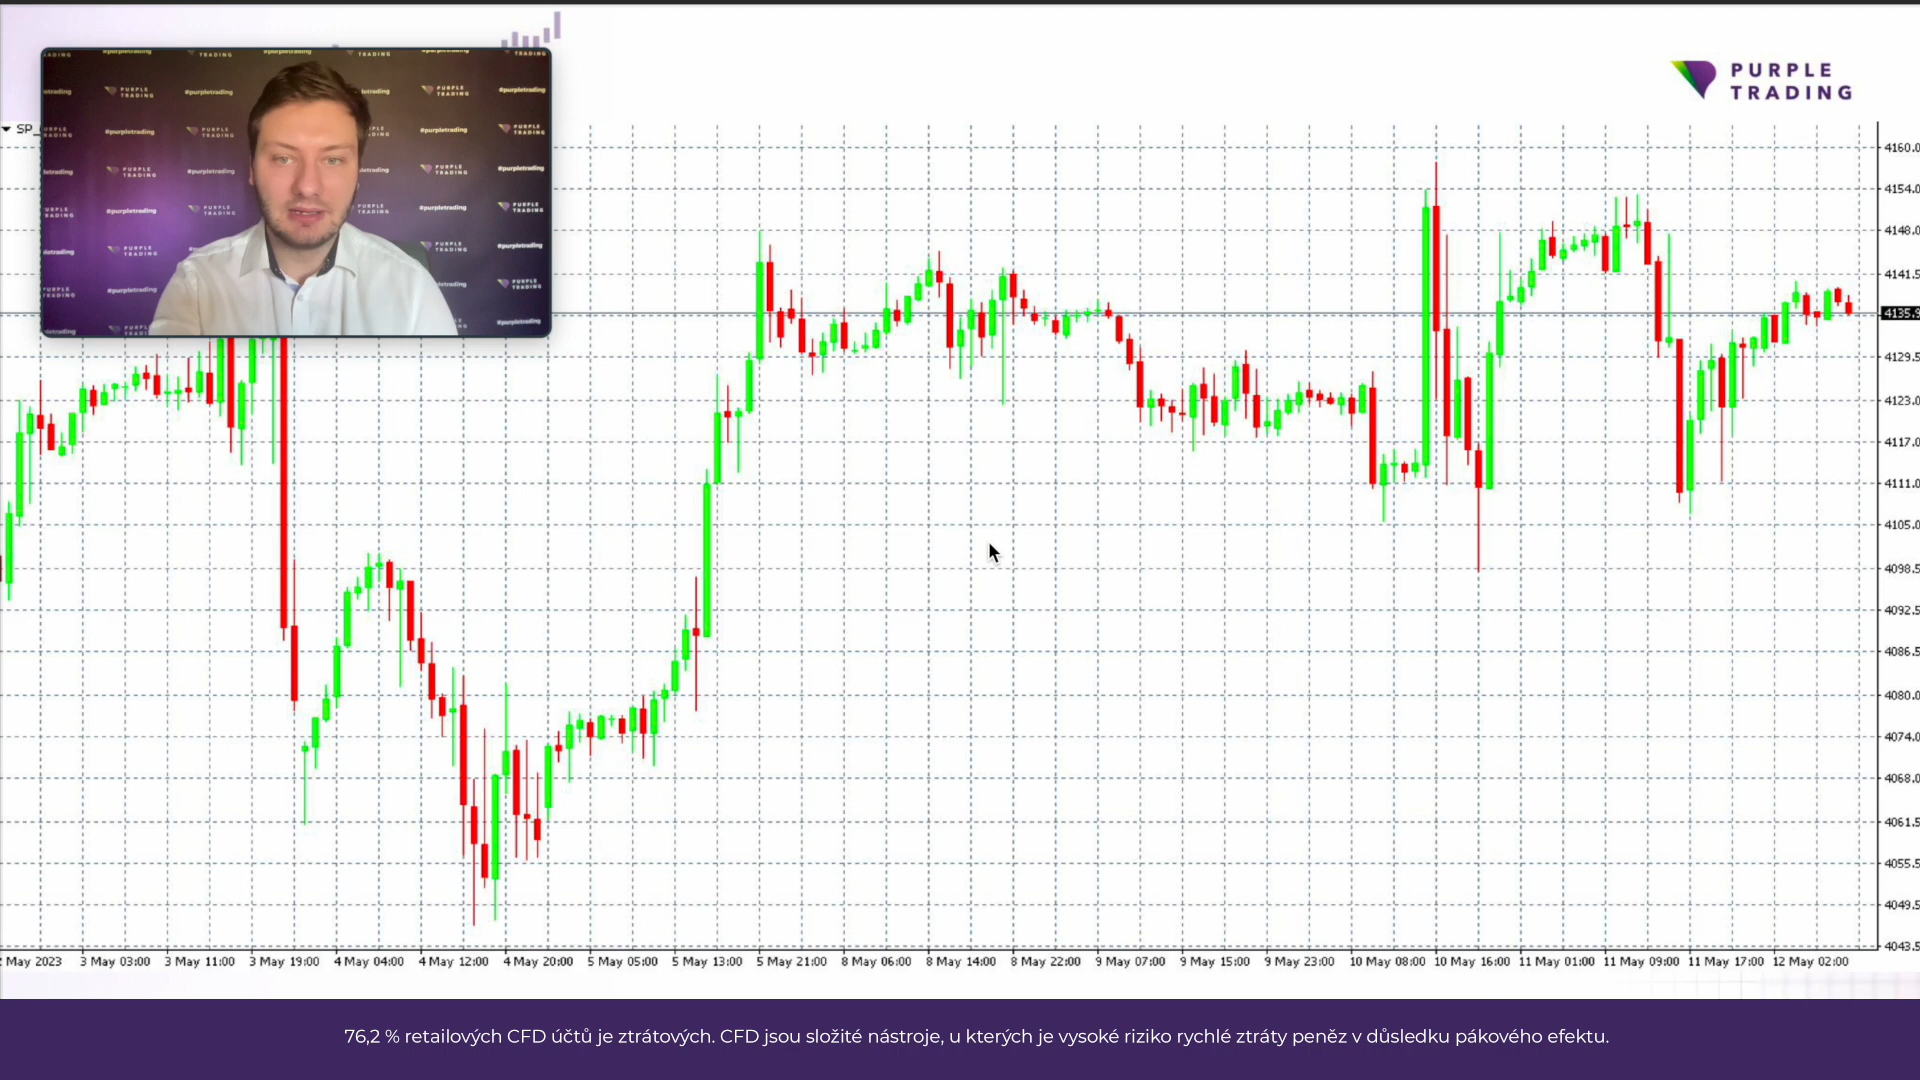 PURPLE
TRADING
SP_
4160.0
4154.0
4148.0
4141.5
4135.9
4129.5
4123.0
4117.0
4111.0
4105.0
4098.5
4092.5
4086.5
4080.0
4074.0
4068.0
4061.5
4055.5
4049.5
4043.5
May 2023 3 May 03:00 3 May 11:00 3 May 19:00 4 May 04:00 4 May 12:00 4 May 20:00 5 May 05:00 5 May 13:00 5 May 21:00 8 May 06:00 8 May 14:00 8 May 22:00 9 May 07:00 9 May 15:00 9 May 23:00 10 May 08:00 10 May 16:00 11 May 01:00 11 May 09:00 11 May 17:00 12 May 02:00
#purpletrading
PURPLE TRADING
76,2 % retailových CFD účtů je ztrátových. CFD jsou složité nástroje, u kterých je vysoké riziko rychlé ztráty peněz v důsledku pákového efektu.